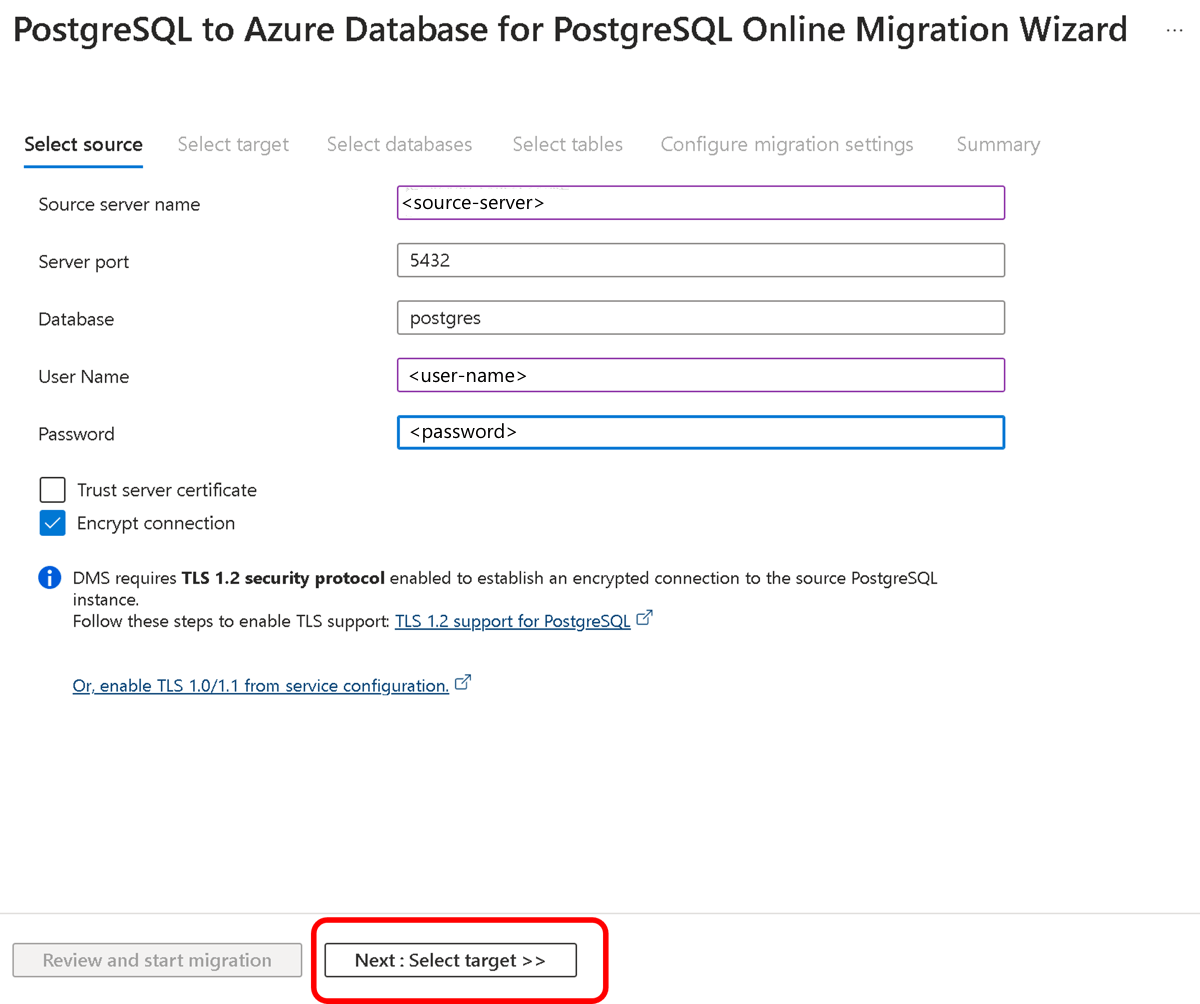 PostgreSQL to Azure Database for PostgreSQL Online Migration Wizard ...
Select source Select target Select databases Select tables Configure migration settings Summary
Source server name <source-server>
Server port 5432
Database postgres
User Name <user-name>
Password <password>
Trust server certificate
Encrypt connection
DMS requires TLS 1.2 security protocol enabled to establish an encrypted connection to the source PostgreSQL
instance.
Follow these steps to enable TLS support: TLS 1.2 support for PostgreSQL
Or, enable TLS 1.0/1.1 from service configuration.
Review and start migration Next : Select target >>